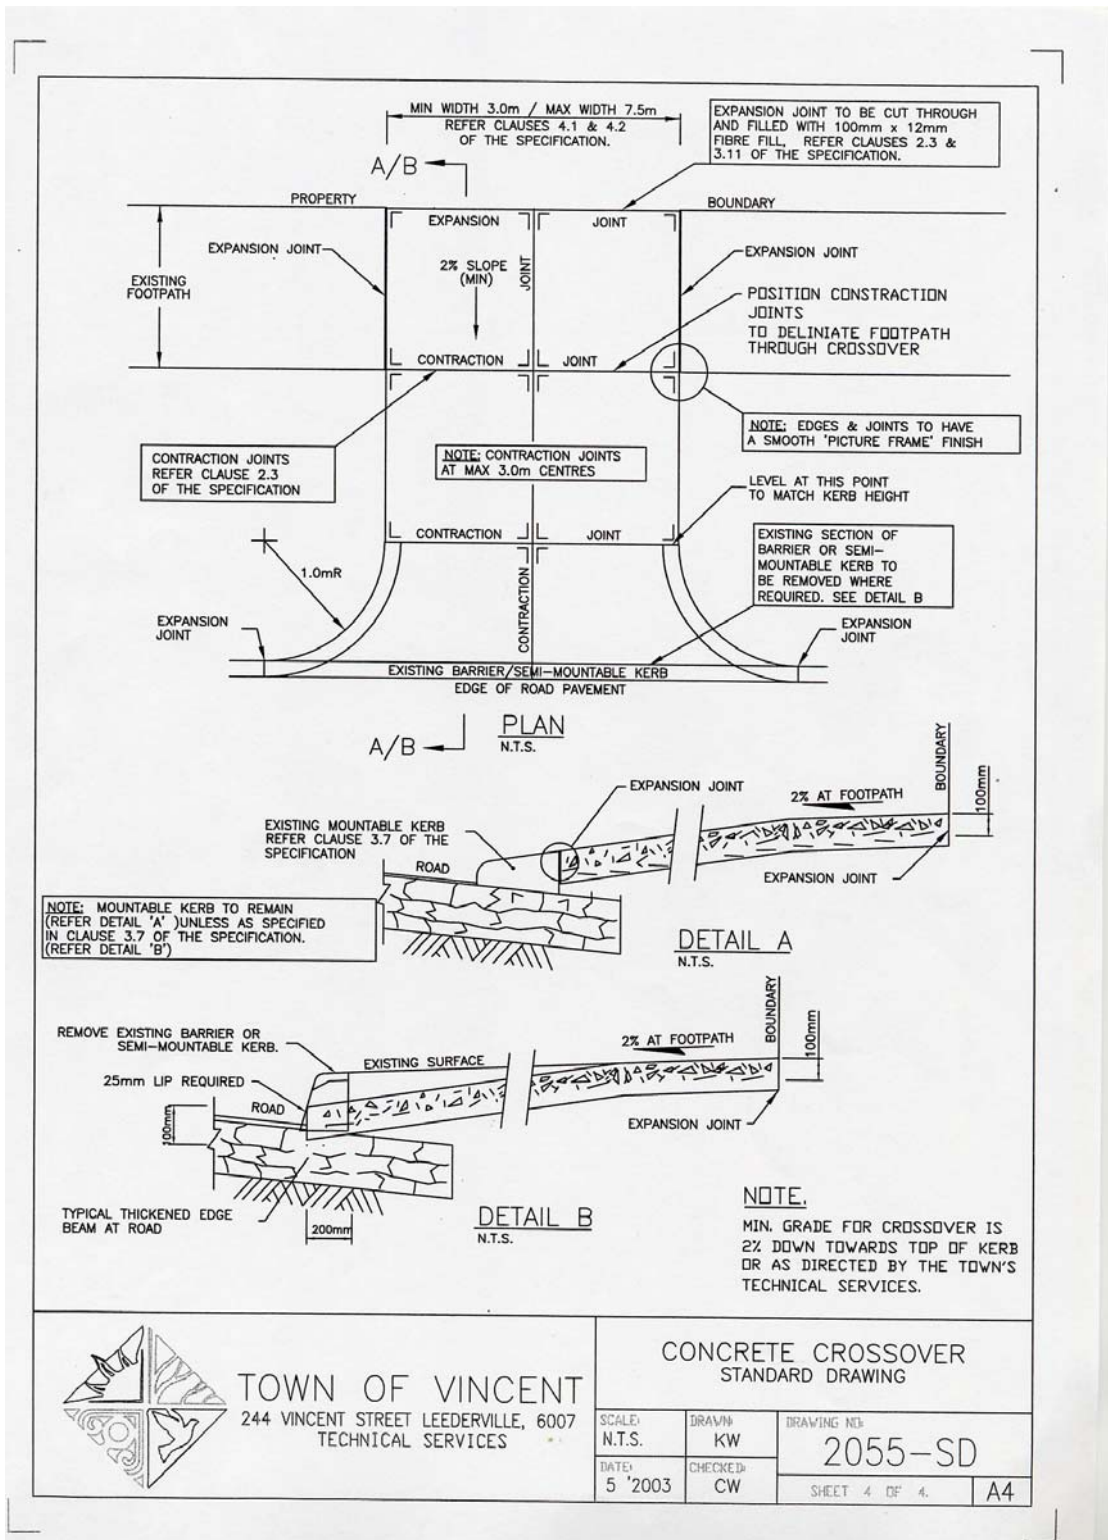 MIN WIDTH 3.0m / MAX WIDTH 7.5m
REFER CLAUSES 4.1 & 4.2
OF THE SPECIFICATION.
EXPANSION JOINT TO BE CUT THROUGH
AND FILLED WITH 100mm x 12mm
FIBRE FILL, REFER CLAUSES 2.3 &
3.11 OF THE SPECIFICATION.
A/B
PROPERTY
BOUNDARY
EXPANSION
JOINT
EXPANSION JOINT
2% SLOPE
(MIN)
JOINT
EXPANSION JOINT
EXISTING
FOOTPATH
POSITION CONSTRACTION
JOINTS
TO DELINIATE FOOTPATH
THROUGH CROSSOVER
CONTRACTION
JOINT
NOTE: EDGES & JOINTS TO HAVE
A SMOOTH 'PICTURE FRAME' FINISH
CONTRACTION JOINTS
REFER CLAUSE 2.3
OF THE SPECIFICATION
NOTE: CONTRACTION JOINTS
AT MAX 3.0m CENTRES
LEVEL AT THIS POINT
TO MATCH KERB HEIGHT
CONTRACTION
JOINT
EXISTING SECTION OF
BARRIER OR SEMI-
MOUNTABLE KERB TO
BE REMOVED WHERE
REQUIRED. SEE DETAIL B
1.0mR
CONTRACTION
EXPANSION
JOINT
EXPANSION
JOINT
EXISTING BARRIER/SEMI-MOUNTABLE KERB
EDGE OF ROAD PAVEMENT
A/B
PLAN
N.T.S.
EXPANSION JOINT
2% AT FOOTPATH
BOUNDARY
100mm
EXISTING MOUNTABLE KERB
REFER CLAUSE 3.7 OF THE
SPECIFICATION
ROAD
EXPANSION JOINT
NOTE: MOUNTABLE KERB TO REMAIN
(REFER DETAIL 'A' )UNLESS AS SPECIFIED
IN CLAUSE 3.7 OF THE SPECIFICATION.
(REFER DETAIL 'B')
DETAIL A
N.T.S.
REMOVE EXISTING BARRIER OR
SEMI-MOUNTABLE KERB.
EXISTING SURFACE
2% AT FOOTPATH
BOUNDARY
100mm
25mm LIP REQUIRED
ROAD
100mm
EXPANSION JOINT
TYPICAL THICKENED EDGE
BEAM AT ROAD
200mm
DETAIL B
N.T.S.
NOTE.
MIN. GRADE FOR CROSSOVER IS
2% DOWN TOWARDS TOP OF KERB
OR AS DIRECTED BY THE TOWN'S
TECHNICAL SERVICES.
TOWN OF VINCENT
244 VINCENT STREET LEEDERVILLE, 6007
TECHNICAL SERVICES
CONCRETE CROSSOVER
STANDARD DRAWING
SCALE:
N.T.S.
DRAWN:
KW
DRAWING NO:
2055-SD
DATE:
5 '2003
CHECKED:
CW
SHEET 4 OF 4.
A4